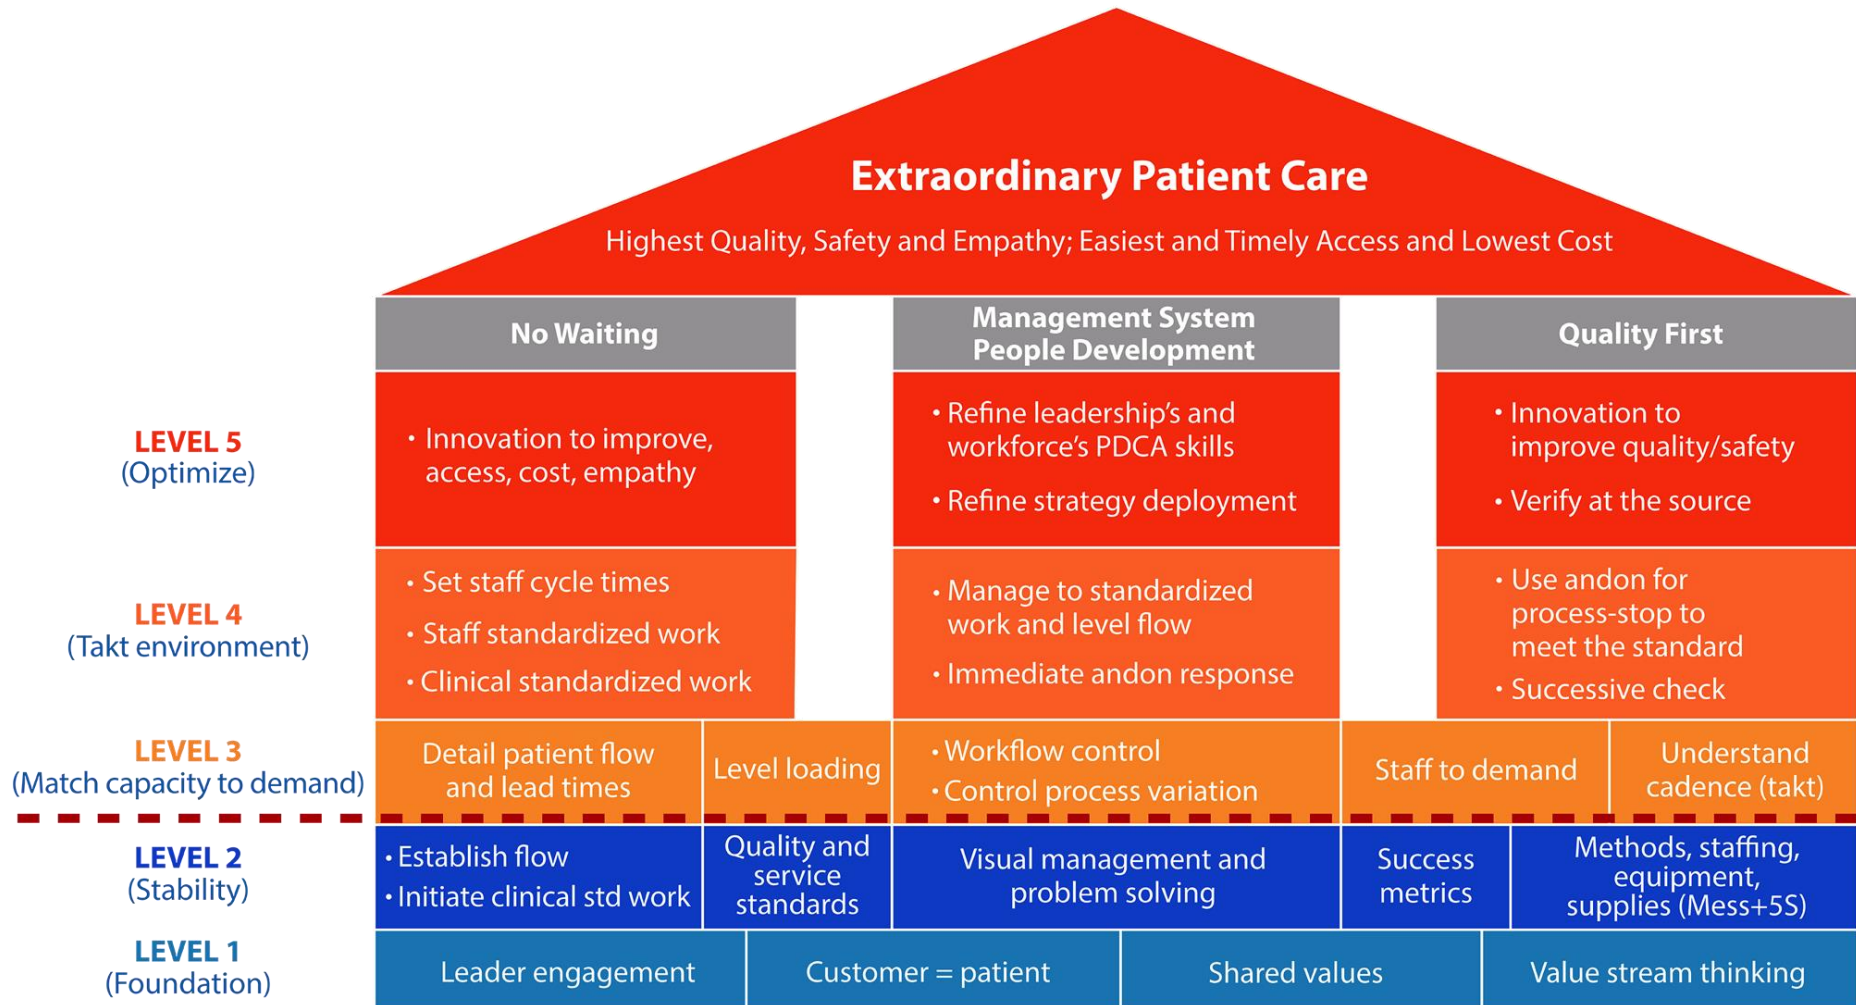 Extraordinary Patient Care
Highest Quality, Safety and Empathy; Easiest and Timely Access and Lowest Cost
No Waiting
Management System
People Development
Quality First
LEVEL 5
(Optimize)
• Innovation to improve,
access, cost, empathy
• Refine leadership’s and
workforce’s PDCA skills
• Refine strategy deployment
• Innovation to
improve quality/safety
• Verify at the source
LEVEL 4
(Takt environment)
• Set staff cycle times
• Staff standardized work
• Clinical standardized work
• Manage to standardized
work and level flow
• Immediate andon response
• Use andon for
process-stop to
meet the standard
• Successive check
LEVEL 3
(Match capacity to demand)
Detail patient flow
and lead times
Level loading
• Workflow control
• Control process variation
Staff to demand
Understand
cadence (takt)
LEVEL 2
(Stability)
• Establish flow
• Initiate clinical std work
Quality and
service
standards
Visual management and
problem solving
Success
metrics
Methods, staffing,
equipment,
supplies (Mess+5S)
LEVEL 1
(Foundation)
Leader engagement
Customer = patient
Shared values
Value stream thinking